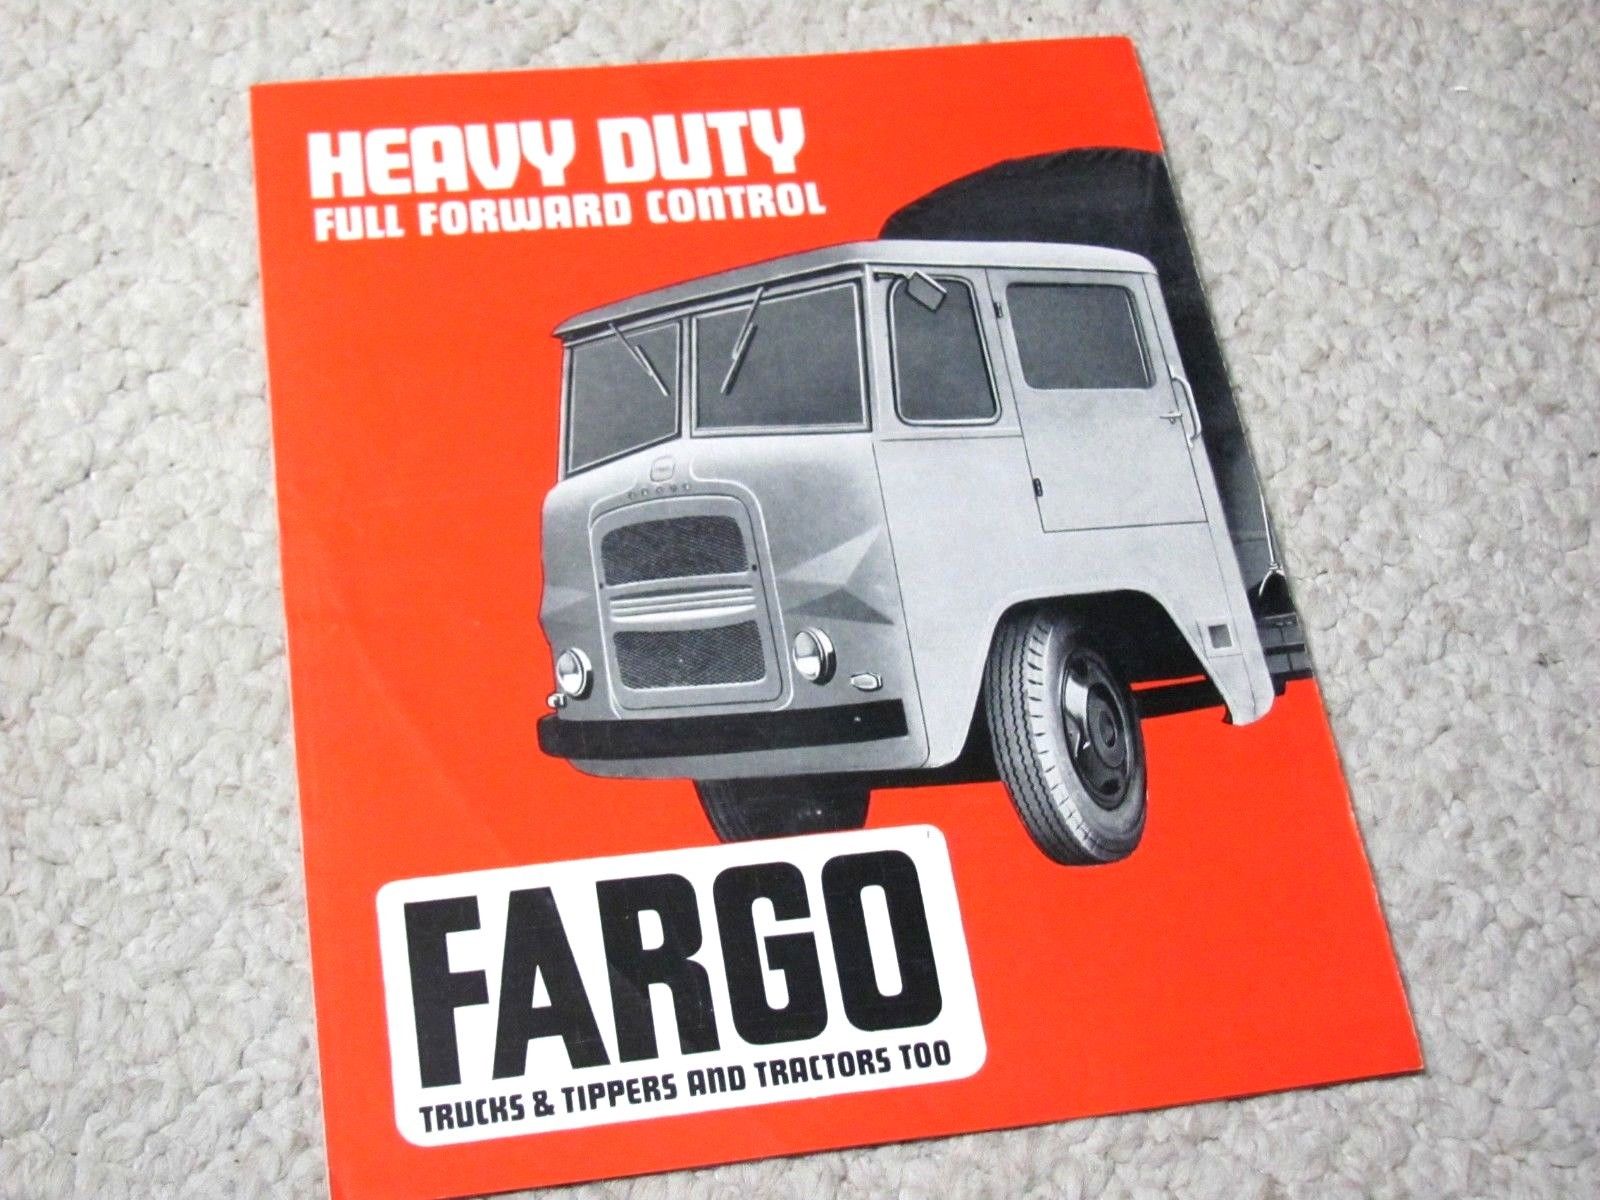 HEAVY DUTY
FULL FORWARD CONTROL
FARGO
TRUCKS & TIPPERS AND TRACTORS TOO